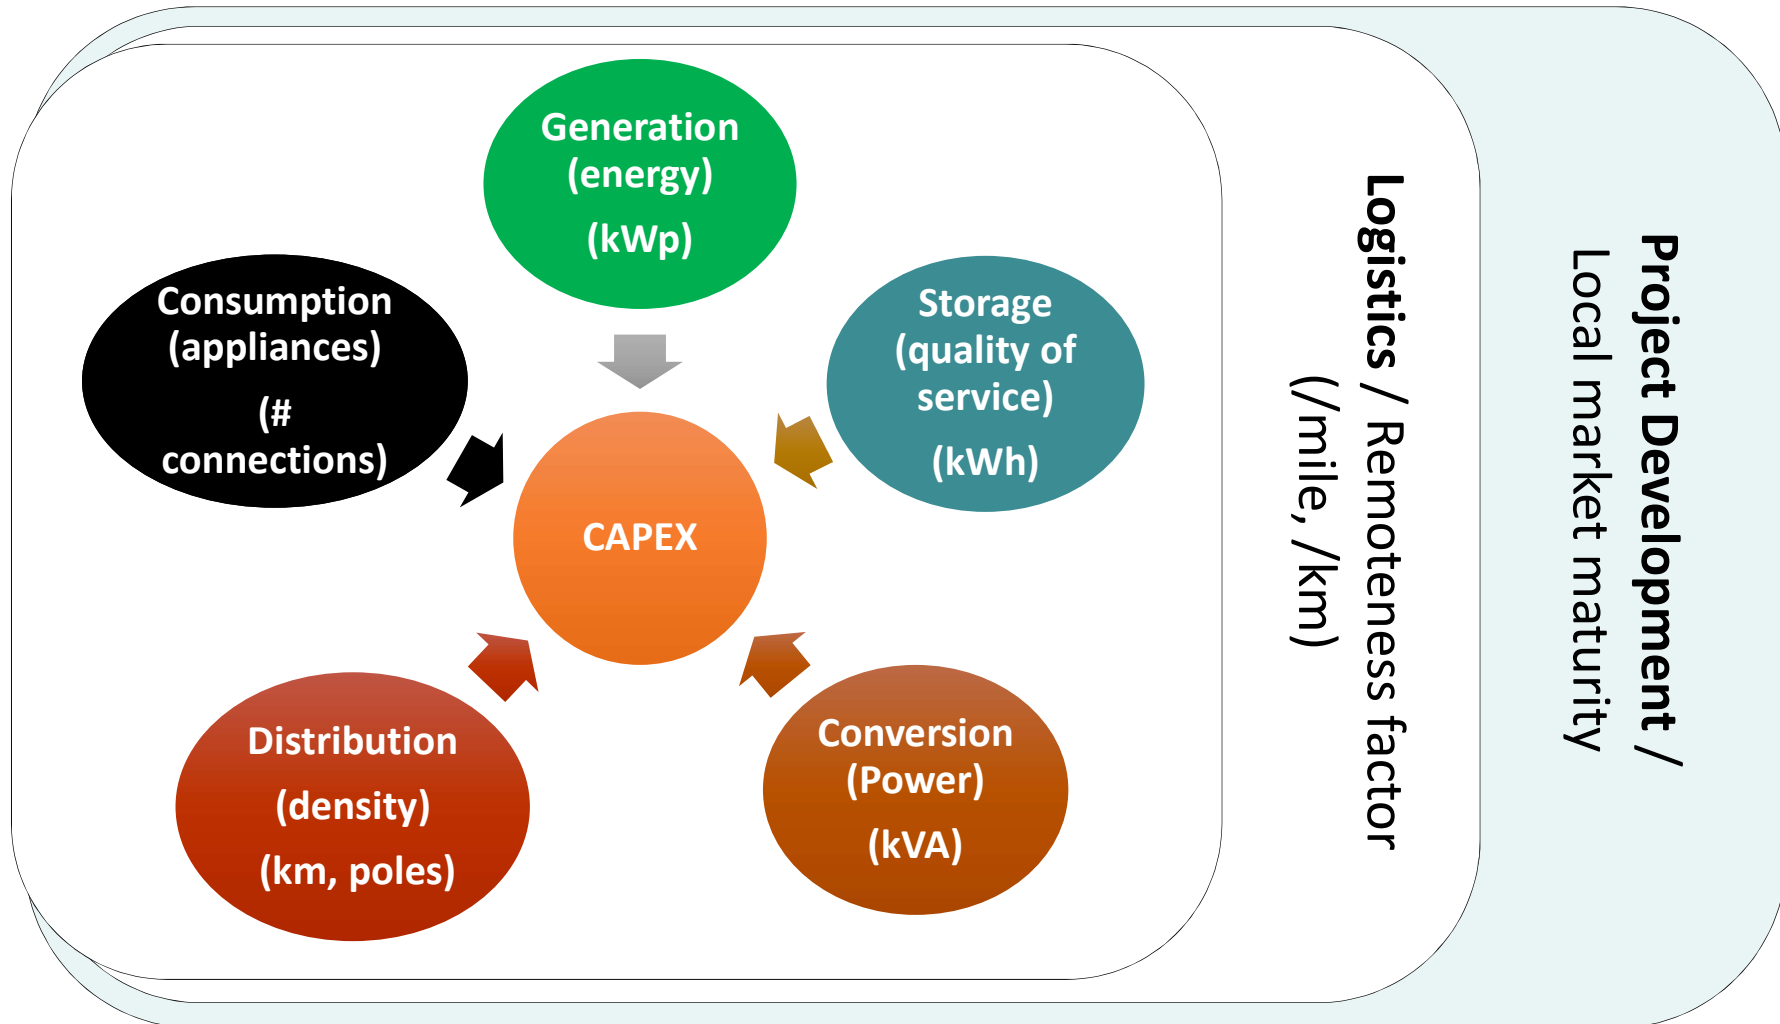 Generation
(energy)
(kWp)
Consumption
(appliances)
(#
connections)
Storage
(quality of
service)
(kWh)
CAPEX
Distribution
(density)
(km, poles)
Conversion
(Power)
(kVA)
Logistics / Remoteness factor
(/mile, /km)
Project Development /
Local market maturity